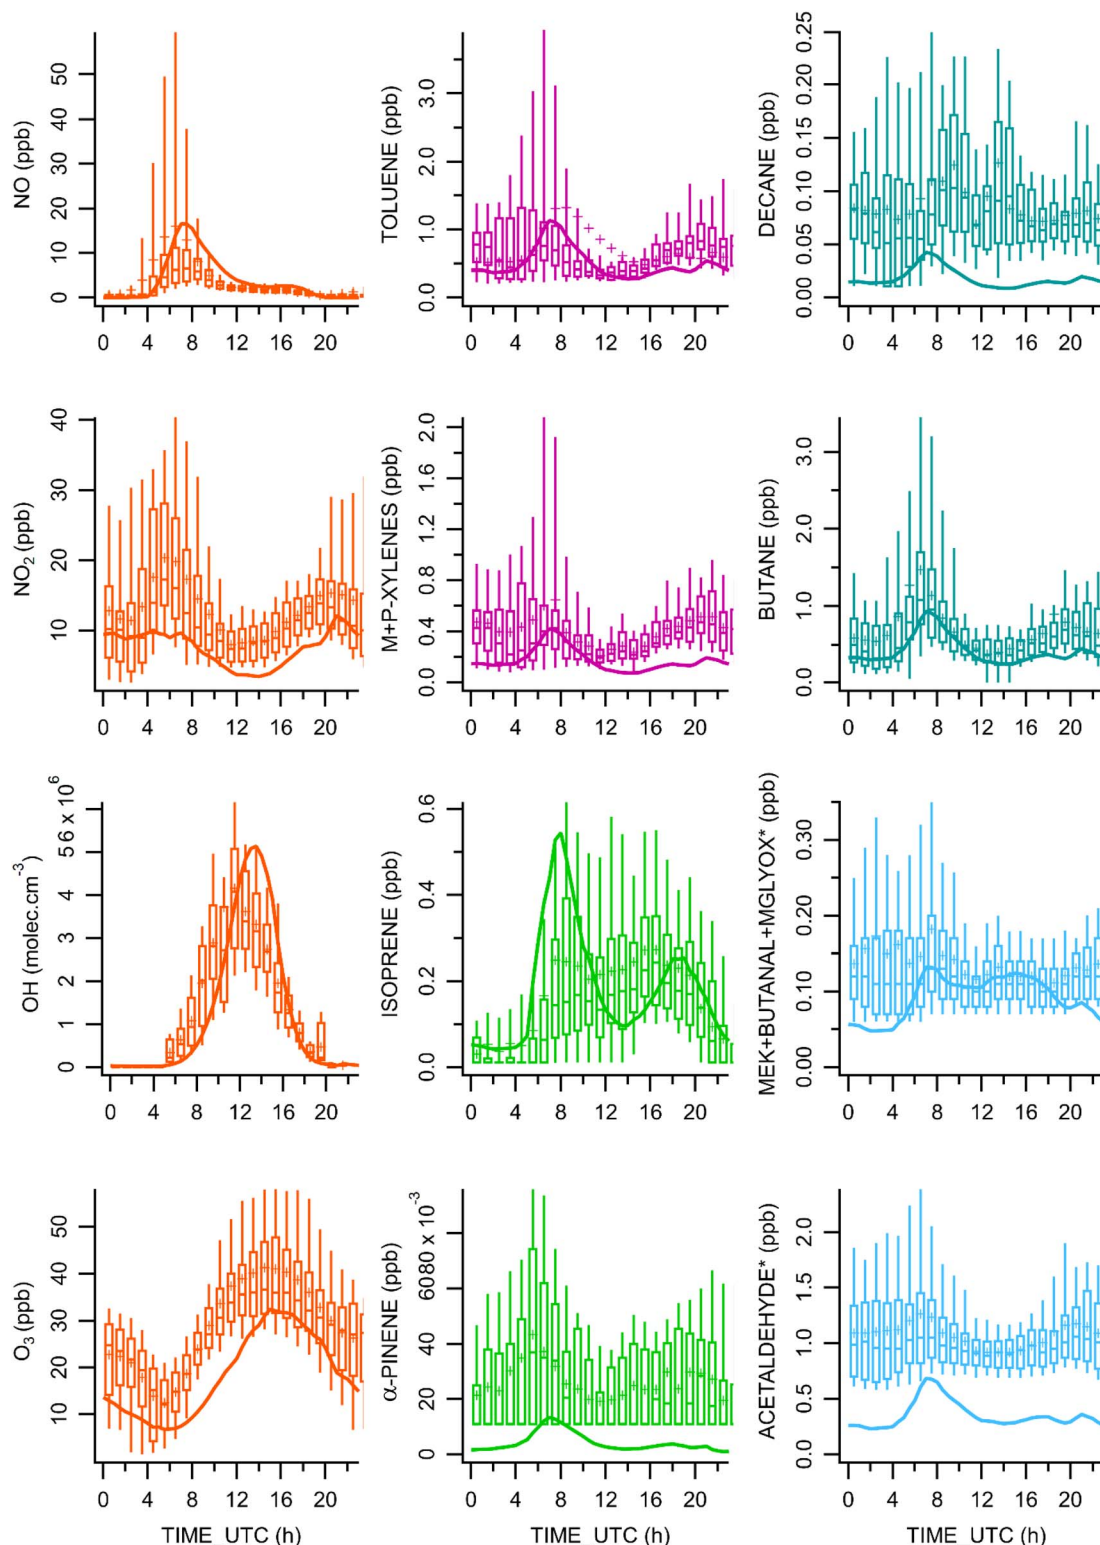 NO (ppb)
50
40
30
20
10
0
0 4 8 12 16 20
TOLUENE (ppb)
3.0
2.0
1.0
0.0
0 4 8 12 16 20
DECANE (ppb)
0.25
0.20
0.15
0.10
0.05
0.00
0 4 8 12 16 20
NO2 (ppb)
40
30
20
10
0 4 8 12 16 20
M+P-XYLENES (ppb)
2.0
1.6
1.2
0.8
0.4
0.0
0 4 8 12 16 20
BUTANE (ppb)
3.0
2.0
1.0
0.0
0 4 8 12 16 20
OH (molec.cm-3)
6 x 10^6
5
4
3
2
1
0
0 4 8 12 16 20
ISOPRENE (ppb)
0.6
0.4
0.2
0.0
0 4 8 12 16 20
MEK+BUTANAL+MGLYOX* (ppb)
0.30
0.20
0.10
0.00
0 4 8 12 16 20
O3 (ppb)
50
40
30
20
10
0 4 8 12 16 20
TIME_UTC (h)
α-PINENE (ppb)
80 x 10^-3
60
40
20
0
0 4 8 12 16 20
TIME_UTC (h)
ACETALDEHYDE* (ppb)
2.0
1.5
1.0
0.5
0.0
0 4 8 12 16 20
TIME_UTC (h)